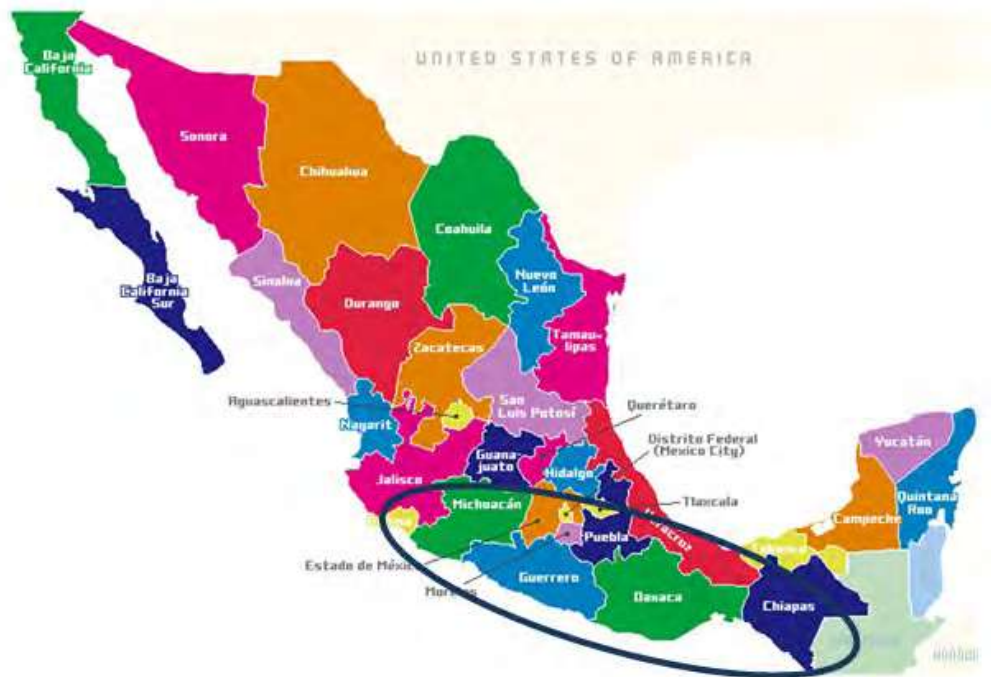 UNITED STATES OF AMERICA
Baja
California
Sonora
Chihuahua
Coahuila
Baja
California
Sur
Sinaloa
Durango
Nuevo
León
Tamau-
lipas
Zacatecas
San
Luis Potosí
Aguascalientes
Nayarit
Querétaro
Distrito Federal
(Mexico City)
Guana-
juato
Hidalgo
Jalisco
Yucatán
Quintana
Roo
Campeche
Tlaxcala
Michoacán
Veracruz
Puebla
Estado de México
Morelos
Guerrero
Oaxaca
Chiapas